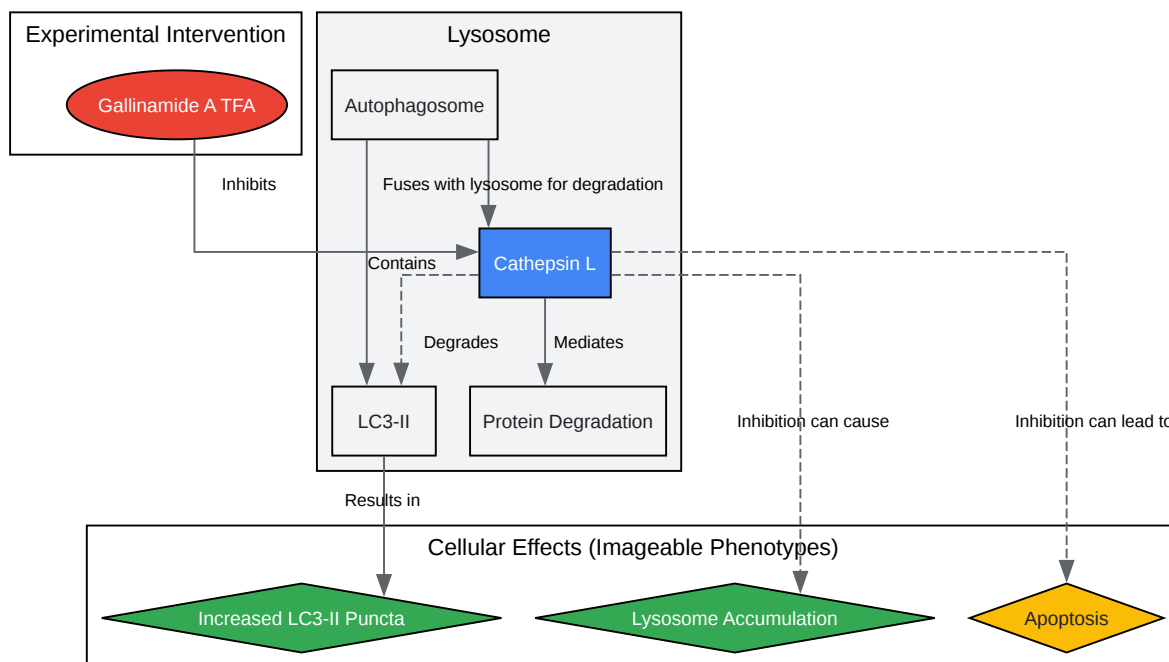 Experimental Intervention
Lysosome
Gallinamide A TFA
Autophagosome
Inhibits
Fuses with lysosome for degradation
Contains
Cathepsin L
Degrades
Mediates
LC3-II
Protein Degradation
Inhibition can cause
Inhibition can lead to
Results in
Cellular Effects (Imageable Phenotypes)
Increased LC3-II Puncta
Lysosome Accumulation
Apoptosis